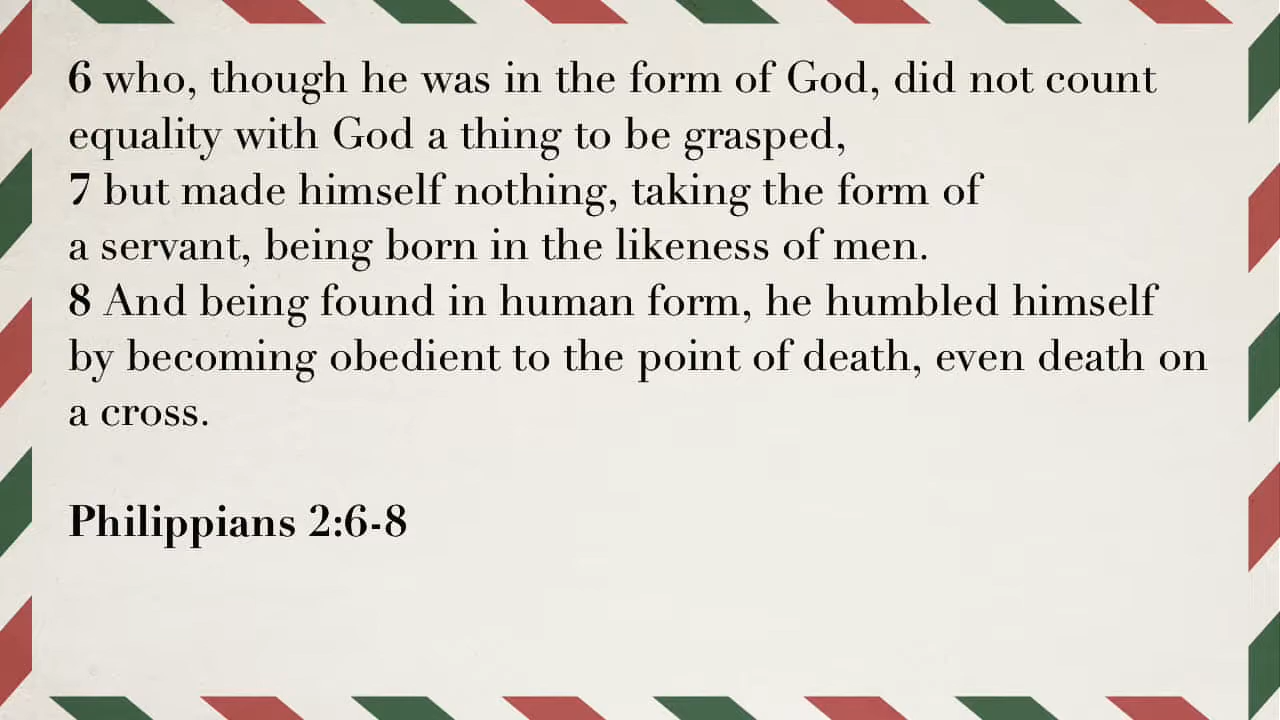 6 who, though he was in the form of God, did not count
equality with God a thing to be grasped,
7 but made himself nothing, taking the form of
a servant, being born in the likeness of men.
8 And being found in human form, he humbled himself
by becoming obedient to the point of death, even death on
a cross.
Philippians 2:6-8